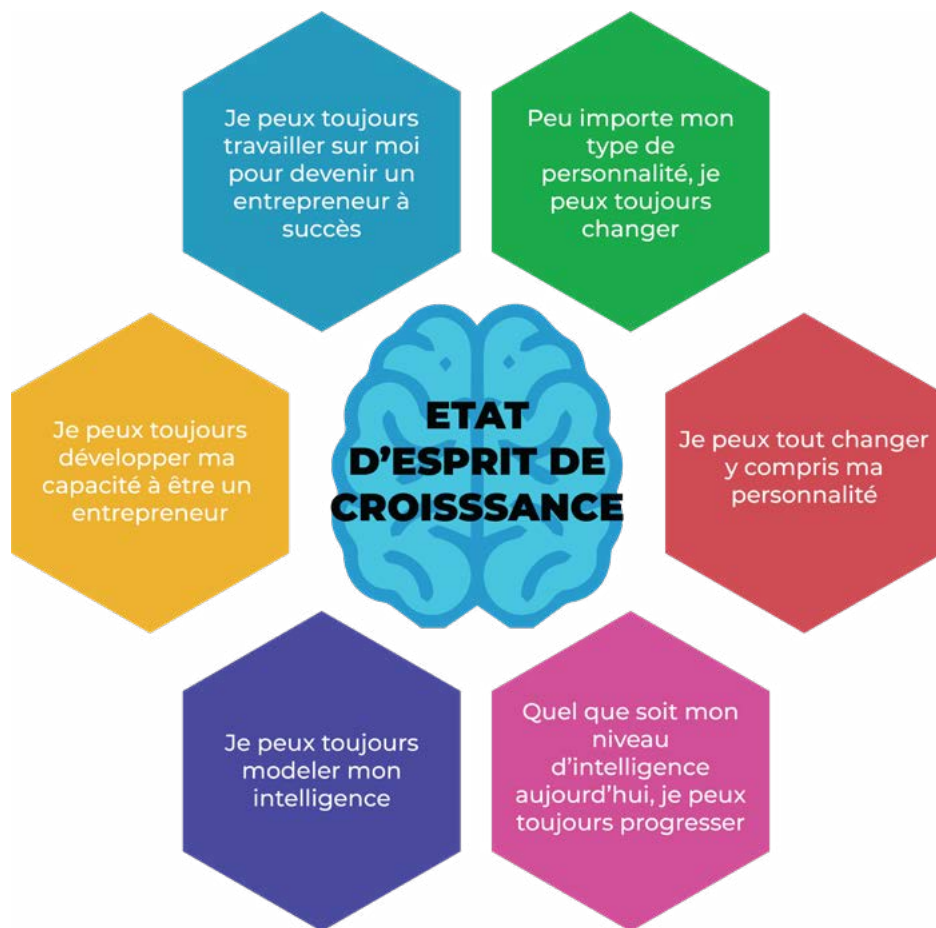 Je peux toujours
travailler sur moi
pour devenir un
entrepreneur à
succès
Peu importe mon
type de
personnalité, je
peux toujours
changer
Je peux toujours
développer ma
capacité à être un
entrepreneur
ETAT
D’ESPRIT DE
CROISSSANCE
Je peux tout changer
y compris ma
personnalité
Je peux toujours
modeler mon
intelligence
Quel que soit mon
niveau
d’intelligence
aujourd’hui, je peux
toujours progresser